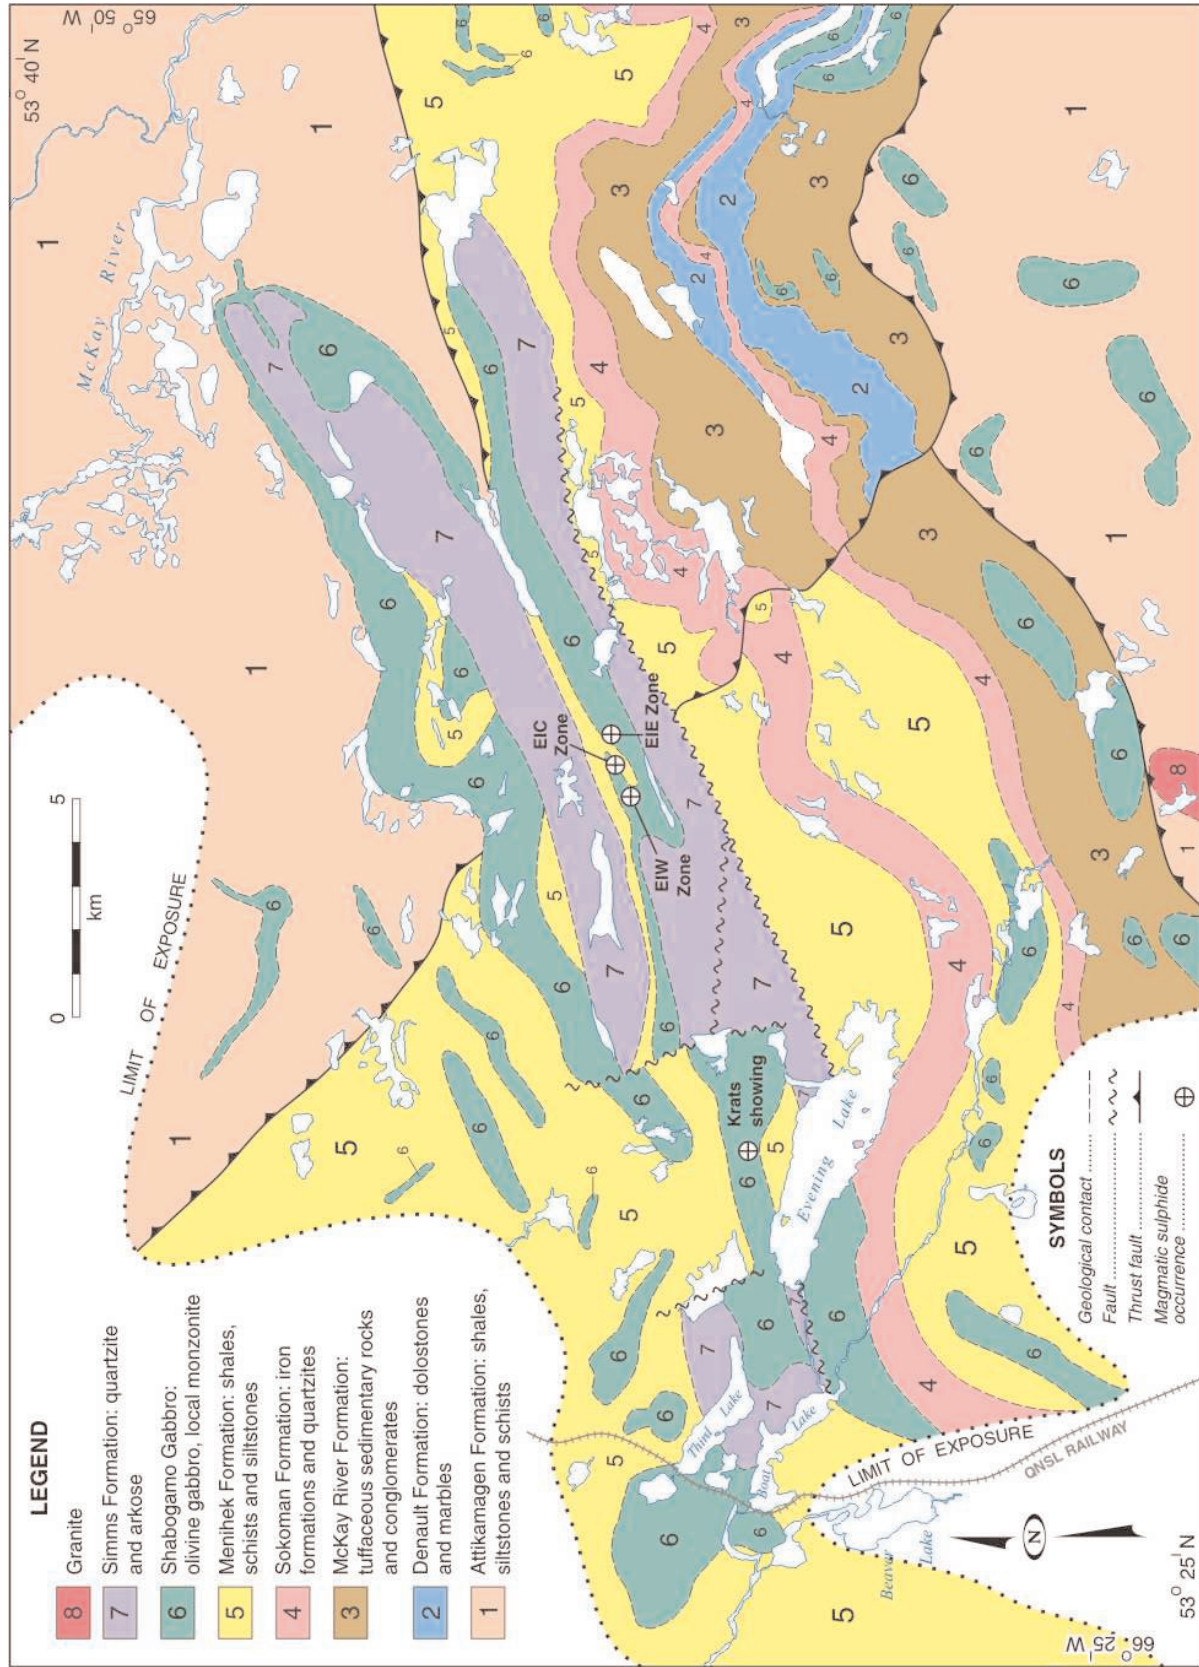 LEGEND
8 Granite
7 Simms Formation: quartzite
and arkose
6 Shabogamo Gabbro:
olivine gabbro, local monzonite
5 Menihek Formation: shales,
schists and siltstones
4 Sokoman Formation: iron
formations and quartzites
3 McKay River Formation:
tuffaceous sedimentary rocks
and conglomerates
2 Denault Formation: dolostones
and marbles
1 Attikamagen Formation: shales,
siltstones and schists
0 5
km
LIMIT OF EXPOSURE
McKay River
53° 40' N
65° 50' W
EIC
Zone
EIW
Zone
EIE Zone
Krats
showing
Evening Lake
Third Lake
Boat Lake
Beaver
Lake
LIMIT OF EXPOSURE
QNSL RAILWAY
N
66° 25' W
53° 25' N
SYMBOLS
Geological contact
Fault
Thrust fault
Magmatic sulphide
occurrence